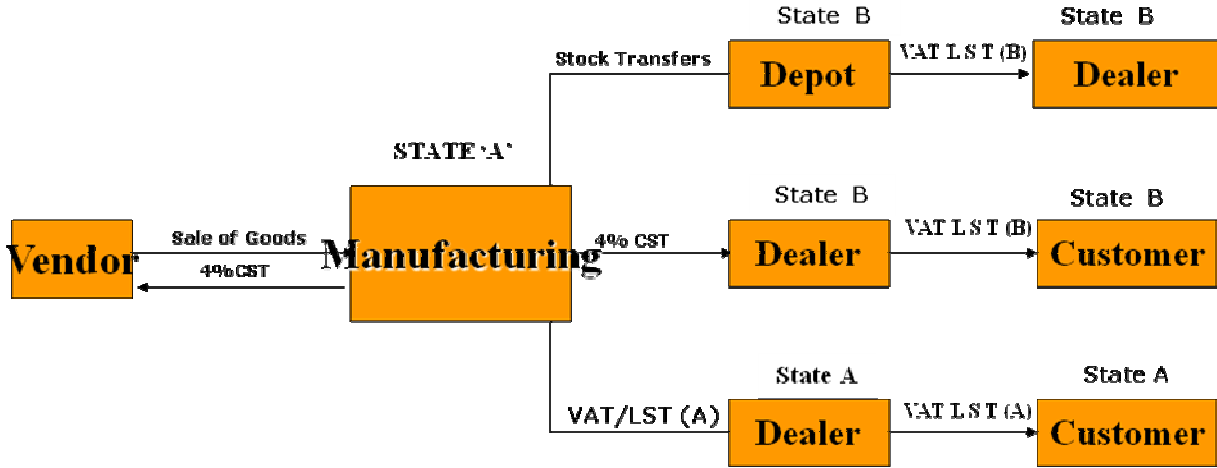 State B
State B
Stock Transfers
Depot
VAT LST (B)
Dealer
STATE 'A'
State B
State B
Vendor
Sale of Goods
4%CST
Manufacturing
4% CST
Dealer
VAT LST (B)
Customer
State A
State A
VAT/LST (A)
Dealer
VAT LST (A)
Customer